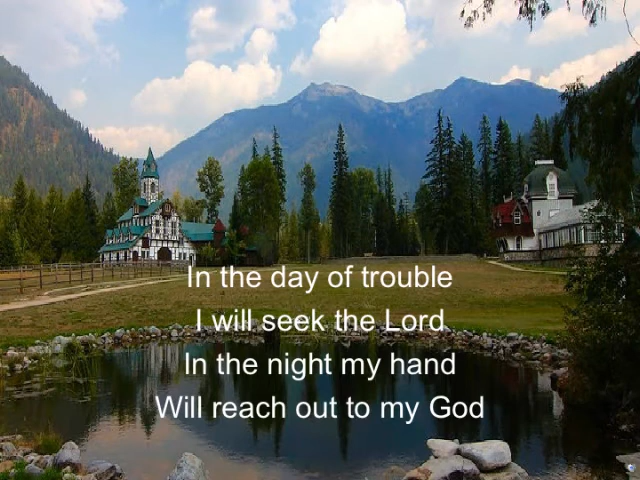 In the day of trouble
I will seek the Lord
In the night my hand
Will reach out to my God